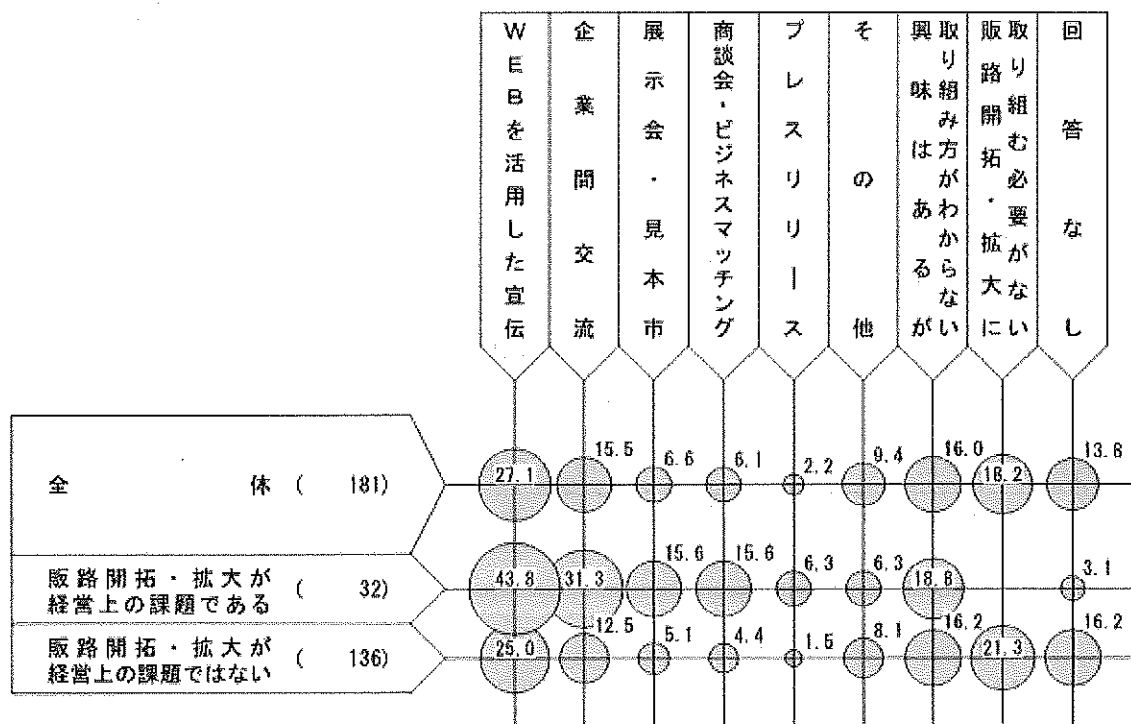 WEBを活用した宣伝
企業間交流
展示会・見本市
商談会・ビジネスマッチング
プレスリリース
その他
興味はあるが
取り組み方がわからない
販路開拓・拡大に
取り組む必要がない
回答なし
全体 ( 181)
27.1
15.5
6.6
6.1
2.2
9.4
16.0
18.2
13.8
販路開拓・拡大が
経営上の課題である ( 32)
43.8
31.3
15.6
15.6
6.3
6.3
18.8
3.1
販路開拓・拡大が
経営上の課題ではない ( 136)
25.0
12.5
5.1
4.4
1.5
8.1
16.2
21.3
16.2